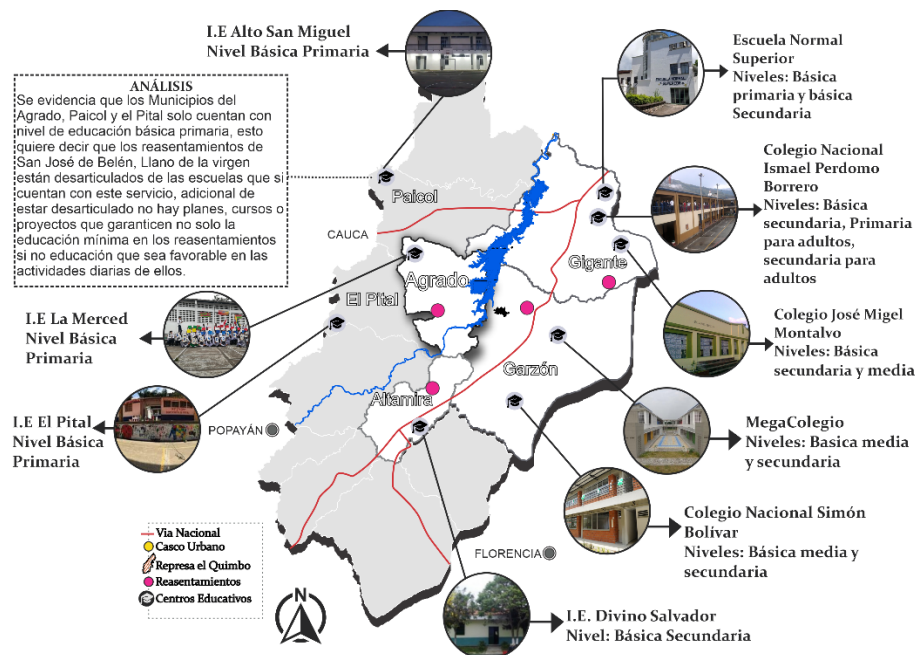 I.E Alto San Miguel
Nivel Básica Primaria
Escuela Normal
Superior
Niveles: Básica
primaria y básica
Secundaria
ANÁLISIS
Se evidencia que los Municipios del
Agrado, Paicol y el Pital solo cuentan con
nivel de educación básica primaria, esto
quiere decir que los reasentamientos de
San José de Belén, Llano de la virgen
están desarticulados de las escuelas que si
cuentan con este servicio, adicional de
estar desarticulado no hay planes, cursos o
proyectos que garanticen no solo la
educación mínima en los reasentamientos
si no educación que sea favorable en las
actividades diarias de ellos.
Colegio Nacional
Ismael Perdomo
Borrero
Niveles: Básica
secundaria, Primaria
para adultos,
secundaria para
adultos
Paicol
CAUCA
Agrado
Gigante
El Pital
I.E La Merced
Nivel Básica
Primaria
Colegio José Migel
Montalvo
Niveles: Básica
secundaria y media
Garzón
Altamira
I.E El Pital
Nivel Básica
Primaria
POPAYÁN
MegaColegio
Niveles: Basica media
y secundaria
Colegio Nacional Simón
Bolívar
Niveles: Básica media y
secundaria
FLORENCIA
Via Nacional
Casco Urbano
Represa el Quimbo
Reasentamientos
Centros Educativos
N
I.E. Divino Salvador
Nivel: Básica Secundaria